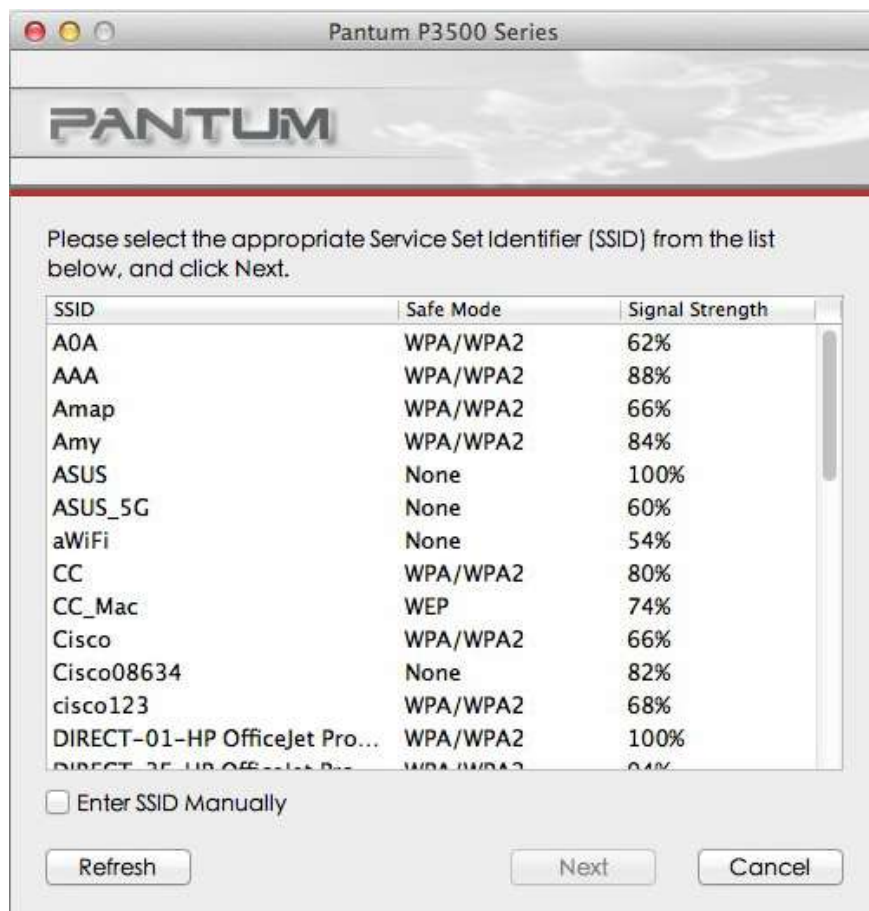 Pantum P3500 Series
PANTUM
Please select the appropriate Service Set Identifier (SSID) from the list
below, and click Next.
SSID Safe Mode Signal Strength
A0A WPA/WPA2 62%
AAA WPA/WPA2 88%
Amap WPA/WPA2 66%
Amy WPA/WPA2 84%
ASUS None 100%
ASUS_5G None 60%
aWiFi None 54%
CC WPA/WPA2 80%
CC_Mac WEP 74%
Cisco WPA/WPA2 66%
Cisco08634 None 82%
cisco123 WPA/WPA2 68%
DIRECT-01-HP OfficeJet Pro... WPA/WPA2 100%
Enter SSID Manually
Refresh Next Cancel